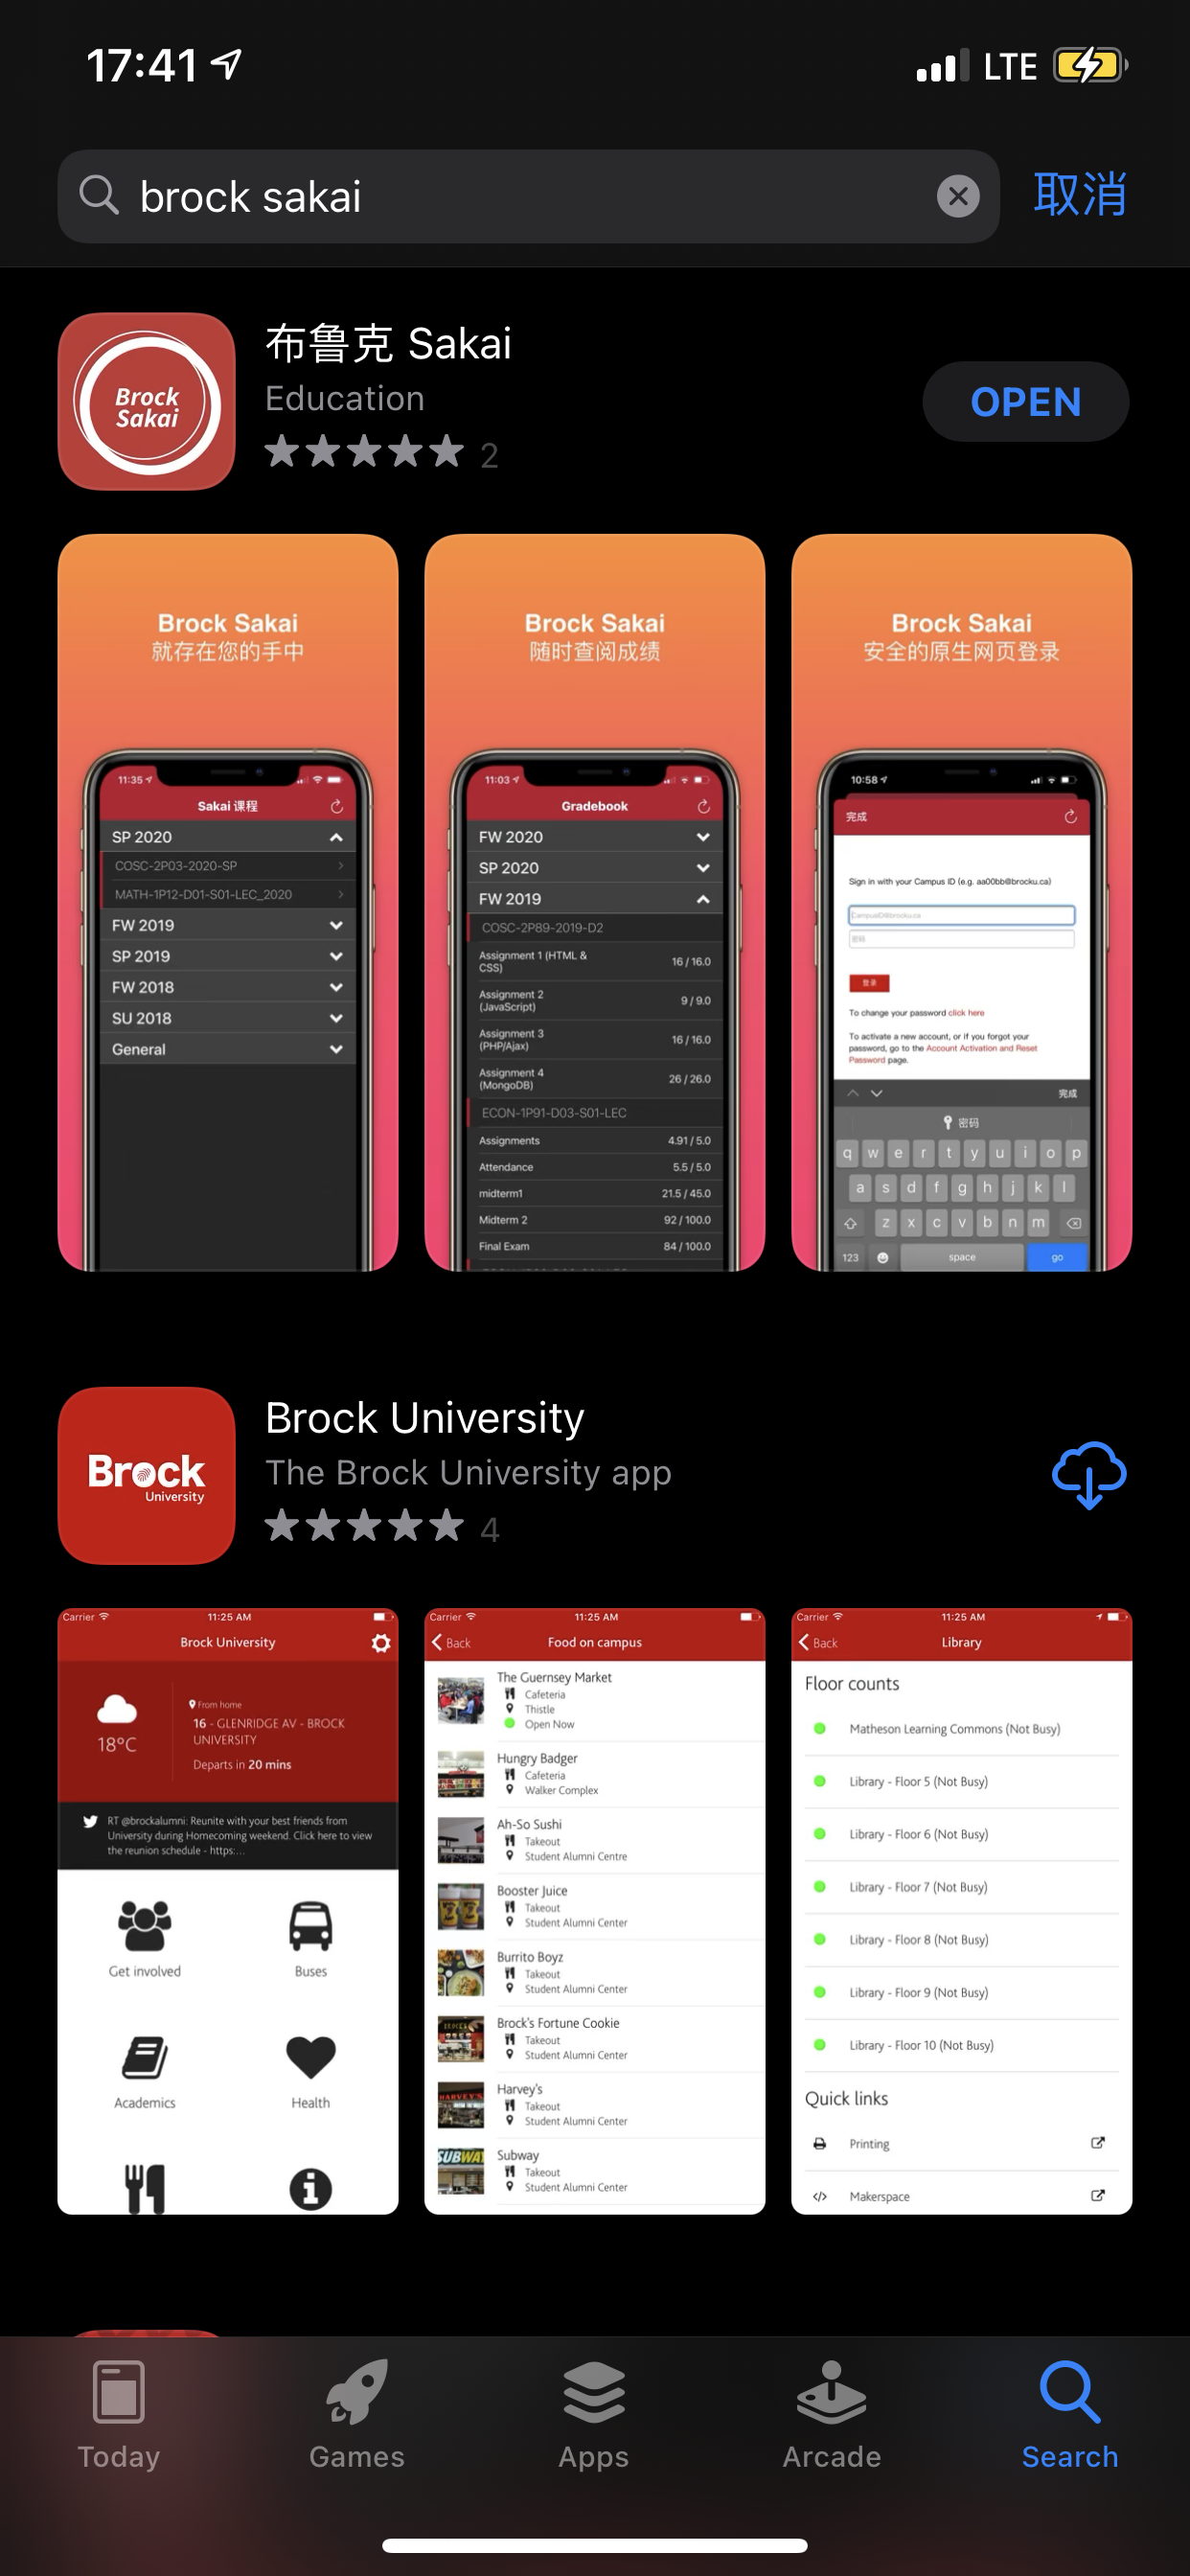 17:41
LTE
brock sakai
取消
Brock
Sakai
布鲁克 Sakai
Education
2
OPEN
Brock Sakai
就存在您的手中
11:35
Sakai 课程
SP 2020
COSC-2P03-2020-SP
MATH-1P12-D01-S01-LEC_2020
FW 2019
SP 2019
FW 2018
SU 2018
General
Brock Sakai
随时查阅成绩
11:03
Gradebook
FW 2020
SP 2020
FW 2019
COSC-2P89-2019-D2
Assignment 1 (HTML &
CSS)
16 / 16.0
Assignment 2
(JavaScript)
9 / 9.0
Assignment 3
(PHP/Ajax)
16 / 16.0
Assignment 4
(MongoDB)
26 / 26.0
ECON-1P91-D03-S01-LEC
Assignments 4.91 / 5.0
Attendance 5.5 / 5.0
midterm1 21.5 / 45.0
Midterm 2 92 / 100.0
Final Exam 84 / 100.0
Brock Sakai
安全的原生网页登录
10:58
完成
Sign in with your Campus ID (e.g. aa00bb@brocku.ca)
CampusID@brocku.ca
密码
登录
To change your password click here
To activate a new account, or if you forgot your
password, go to the Account Activation and Reset
Password page.
完成
密码
q w e r t y u i o p
a s d f g h j k l
z x c v b n m
123 space go
Brock
University
Brock University
The Brock University app
4
Carrier 11:25 AM
Brock University
18°C
From home
16 - GLENRIDGE AV - BROCK
UNIVERSITY
Departs in 20 mins
RT @brockalumni: Reunite with your best friends from
University during Homecoming weekend. Click here to view
the reunion schedule - https:...
Get involved
Buses
Academics
Health
Carrier 11:25 AM
Back Food on campus
The Guernsey Market
Cafeteria
Thistle
Open Now
Hungry Badger
Cafeteria
Walker Complex
Ah-So Sushi
Takeout
Student Alumni Centre
Booster Juice
Takeout
Student Alumni Center
Burrito Boyz
Takeout
Student Alumni Center
Brock's Fortune Cookie
Takeout
Student Alumni Center
HARVEY'S
Harvey's
Takeout
Student Alumni Center
SUBWAY
Subway
Takeout
Student Alumni Center
Carrier 11:25 AM
Back Library
Floor counts
Matheson Learning Commons (Not Busy)
Library - Floor 5 (Not Busy)
Library - Floor 6 (Not Busy)
Library - Floor 7 (Not Busy)
Library - Floor 8 (Not Busy)
Library - Floor 9 (Not Busy)
Library - Floor 10 (Not Busy)
Quick links
Printing
Makerspace
Today
Games
Apps
Arcade
Search